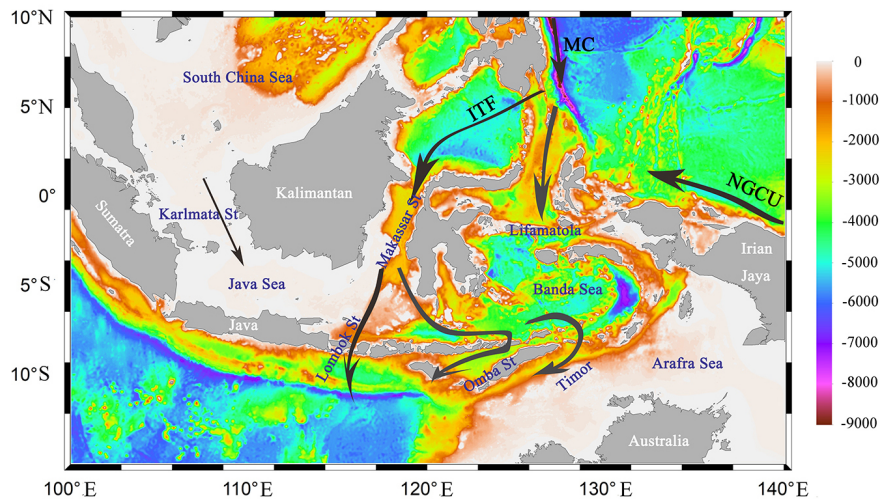 10°N
MC
0
South China Sea
-1000
5°N
ITF
-2000
-3000
Kalimantan
NGCU
0°
Sumatra
Karlmata St
Makassar St
Lifamatola
-4000
Irian
Jaya
-5000
5°S
Java Sea
Banda Sea
-6000
Java
Lombok St
-7000
10°S
Omba St
Timor
Arafra Sea
-8000
-9000
Australia
100°E
110°E
120°E
130°E
140°E